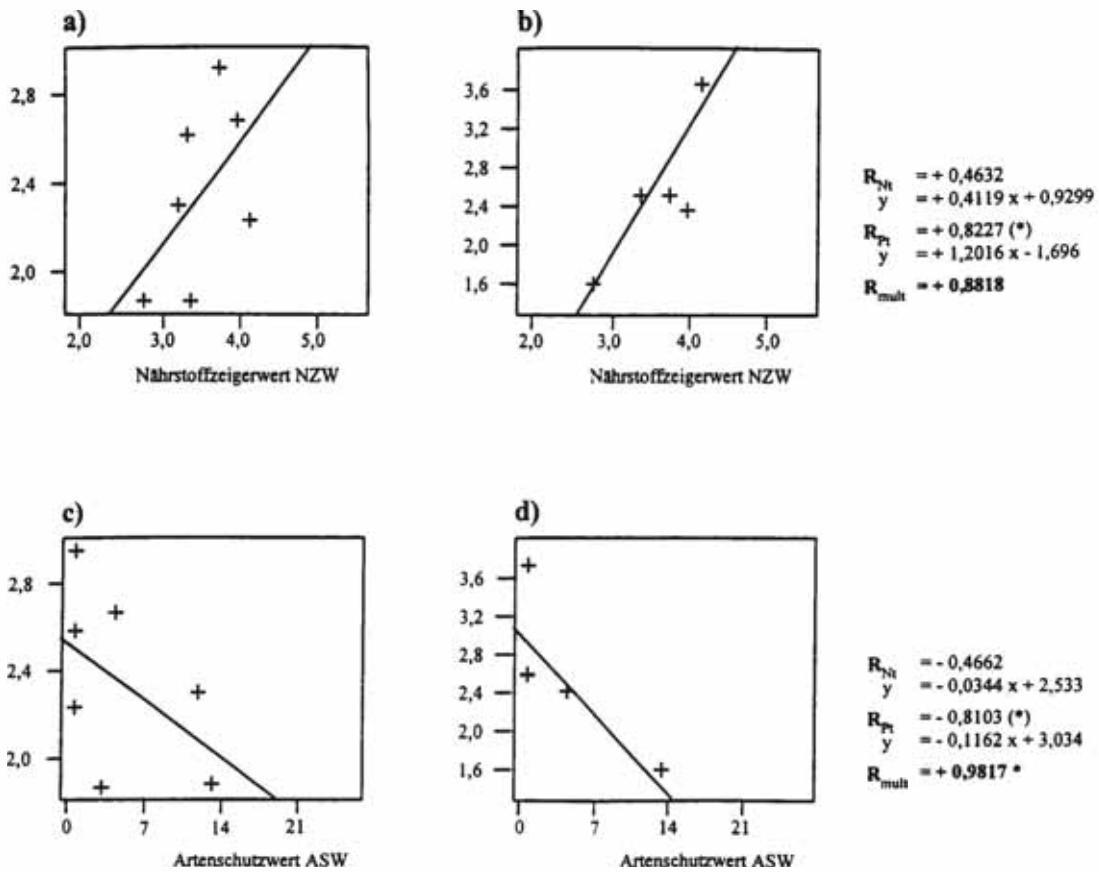 a)
2,8
2,4
2,0
2,0 3,0 4,0 5,0
Nährstoffzeigerwert NZW
b)
3,6
3,2
2,8
2,4
2,0
1,6
2,0 3,0 4,0 5,0
Nährstoffzeigerwert NZW
R_Nt = + 0,4632
y = + 0,4119 x + 0,9299
R_Pt = + 0,8227 (*)
y = + 1,2016 x - 1,696
R_mult = + 0,8818
c)
2,8
2,4
2,0
0 7 14 21
Artenschutzwert ASW
d)
3,6
3,2
2,8
2,4
2,0
1,6
0 7 14 21
Artenschutzwert ASW
R_Nt = - 0,4662
y = - 0,0344 x + 2,533
R_Pt = - 0,8103 (*)
y = - 0,1162 x + 3,034
R_mult = + 0,9817 *